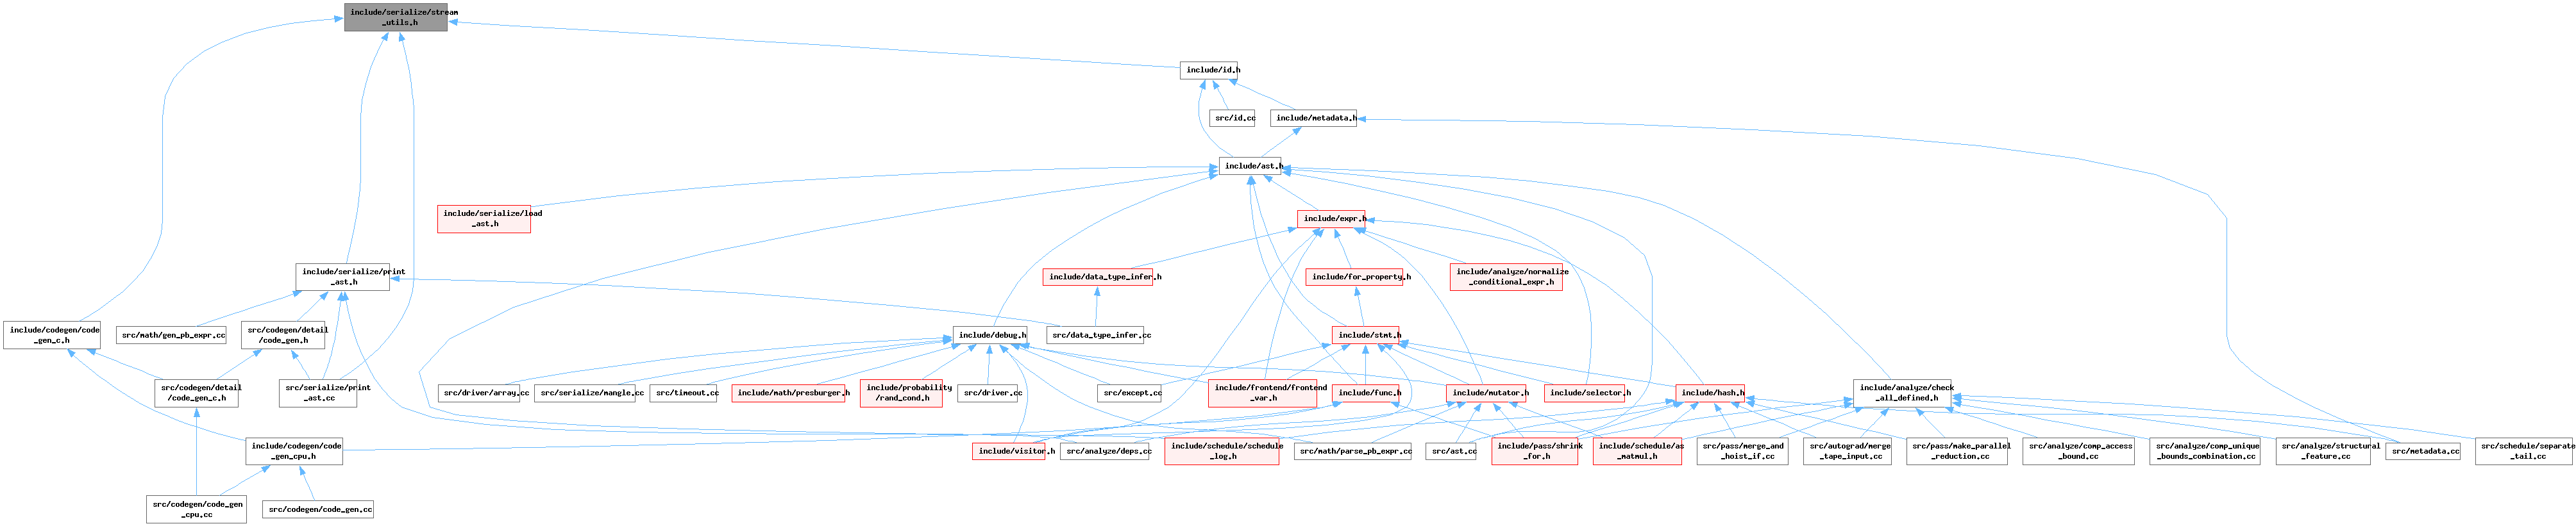 include/serialize/stream
_utils.h
include/id.h
src/id.cc
include/metadata.h
include/ast.h
include/serialize/load
_ast.h
include/expr.h
include/serialize/print
_ast.h
include/data_type_infer.h
include/for_property.h
include/analyze/normalize
_conditional_expr.h
include/codegen/code
_gen_c.h
src/math/gen_pb_expr.cc
src/codegen/detail
/code_gen.h
include/debug.h
src/data_type_infer.cc
include/stmt.h
src/codegen/detail
/code_gen_c.h
src/serialize/print
_ast.cc
src/driver/array.cc
src/serialize/mangle.cc
src/timeout.cc
include/math/presburger.h
include/probability
/rand_cond.h
src/driver.cc
src/except.cc
include/frontend/frontend
_var.h
include/func.h
include/mutator.h
include/selector.h
include/hash.h
include/analyze/check
_all_defined.h
include/codegen/code
_gen_cpu.h
include/visitor.h
src/analyze/deps.cc
include/schedule/schedule
_log.h
src/math/parse_pb_expr.cc
src/ast.cc
include/pass/shrink
_for.h
include/schedule/as
_matmul.h
src/pass/merge_and
_hoist_if.cc
src/autograd/merge
_tape_input.cc
src/pass/make_parallel
_reduction.cc
src/analyze/comp_access
_bound.cc
src/analyze/comp_unique
_bounds_combination.cc
src/analyze/structural
_feature.cc
src/metadata.cc
src/schedule/separate
_tail.cc
src/codegen/code_gen
_cpu.cc
src/codegen/code_gen.cc